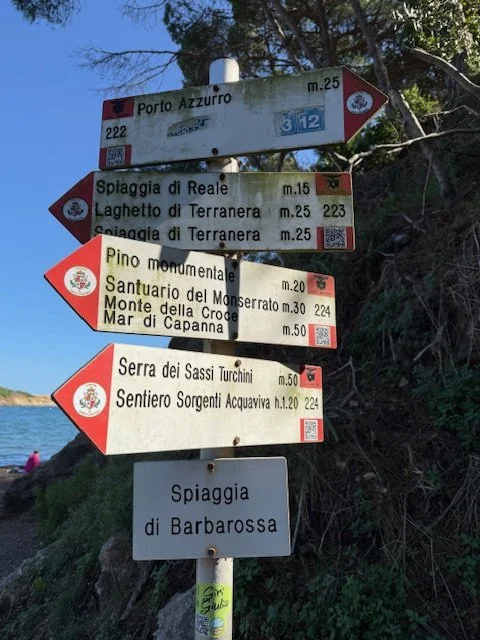 Porto Azzurro m.25
222
3 12
Spiaggia di Reale m.15
Laghetto di Terranera m.25 223
Spiaggia di Terranera m.25
Pino monumentale m.20
Santuario del Monserrato m.30 224
Monte della Croce
Mar di Capanna m.50
Serra dei Sassi Turchini m.50
Sentiero Sorgenti Acquaviva h.1.20 224
Spiaggia
di Barbarossa